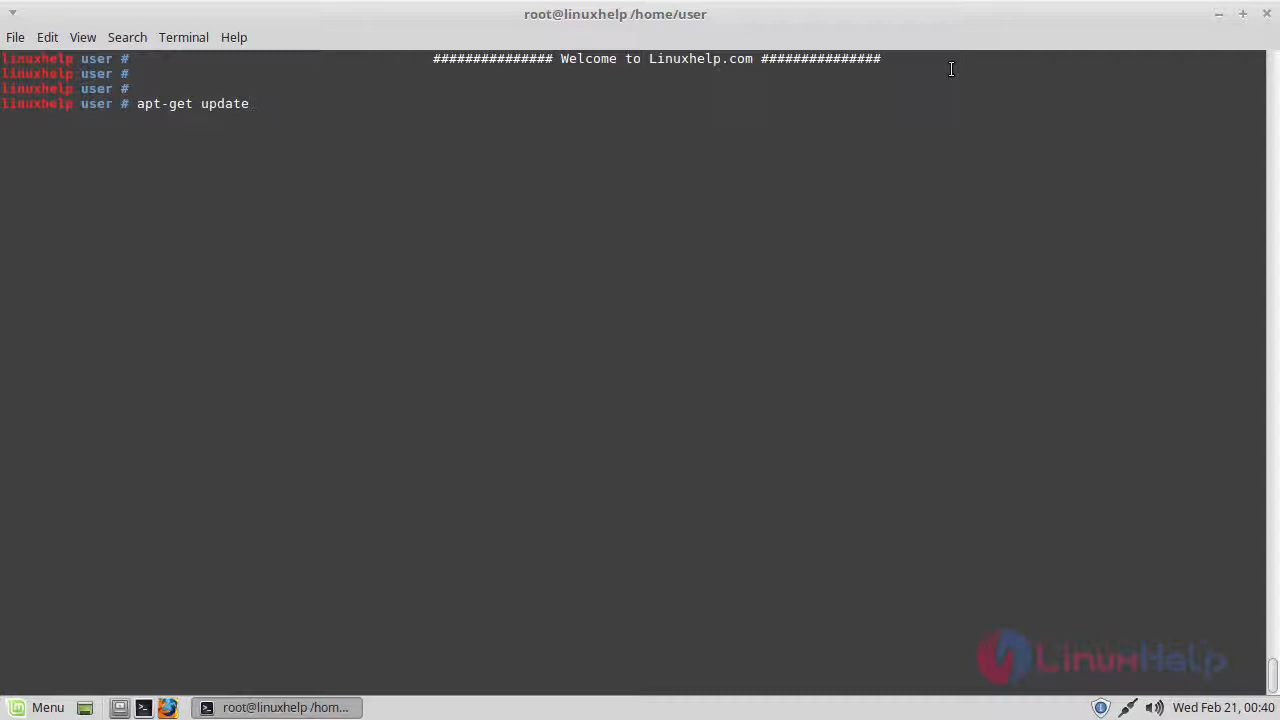 root@linuxhelp /home/user
File Edit View Search Terminal Help
linuxhelp user # ############### Welcome to Linuxhelp.com ###############
linuxhelp user #
linuxhelp user #
linuxhelp user # apt-get update
LinuxHelp
Menu root@linuxhelp /hom... Wed Feb 21, 00:40